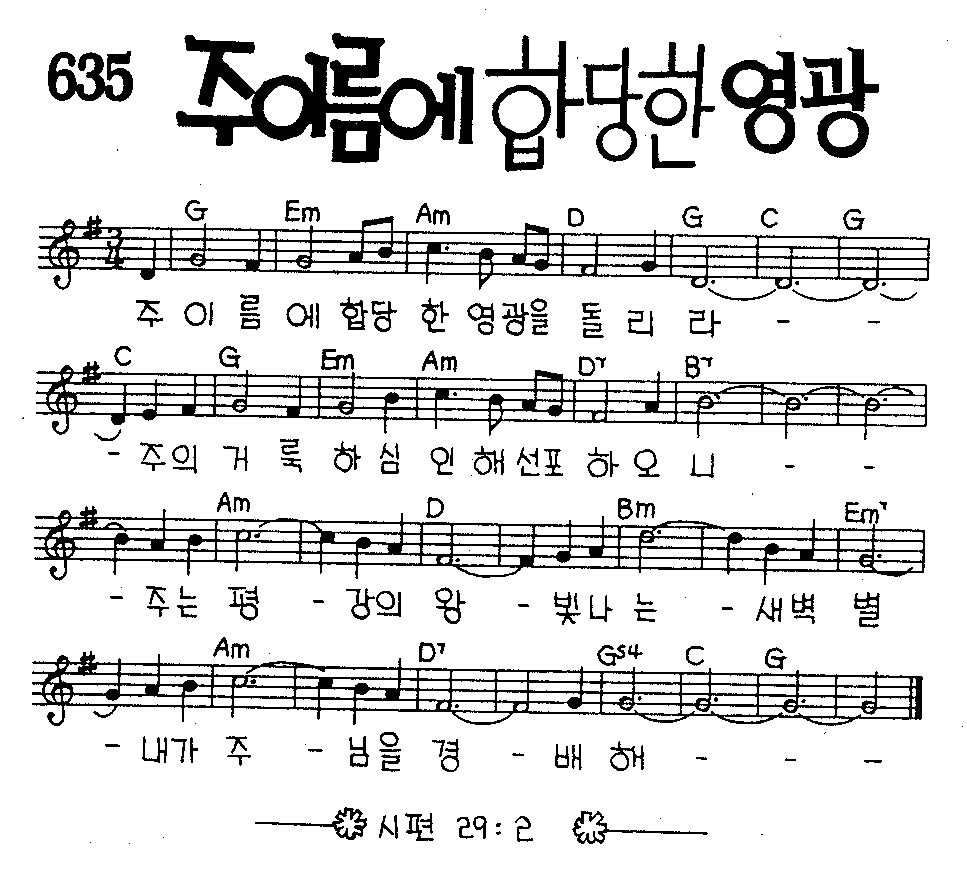 635 주 이름에 합당한 영광
G Em Am D G C G
주 이 름 에 합당 한 영광을 돌 리 라 - -
C G Em Am D7 B7
- 주의 거 룩 하 심 인 해 선포 하 오 니 - -
Am D Bm Em7
- 주는 평 - 강의 왕 - 빛나 는 - 새벽 별
Am D7 Gs4 C G
- 내가 주 - 님을 경 - 배 해 - - -
시편 29:2